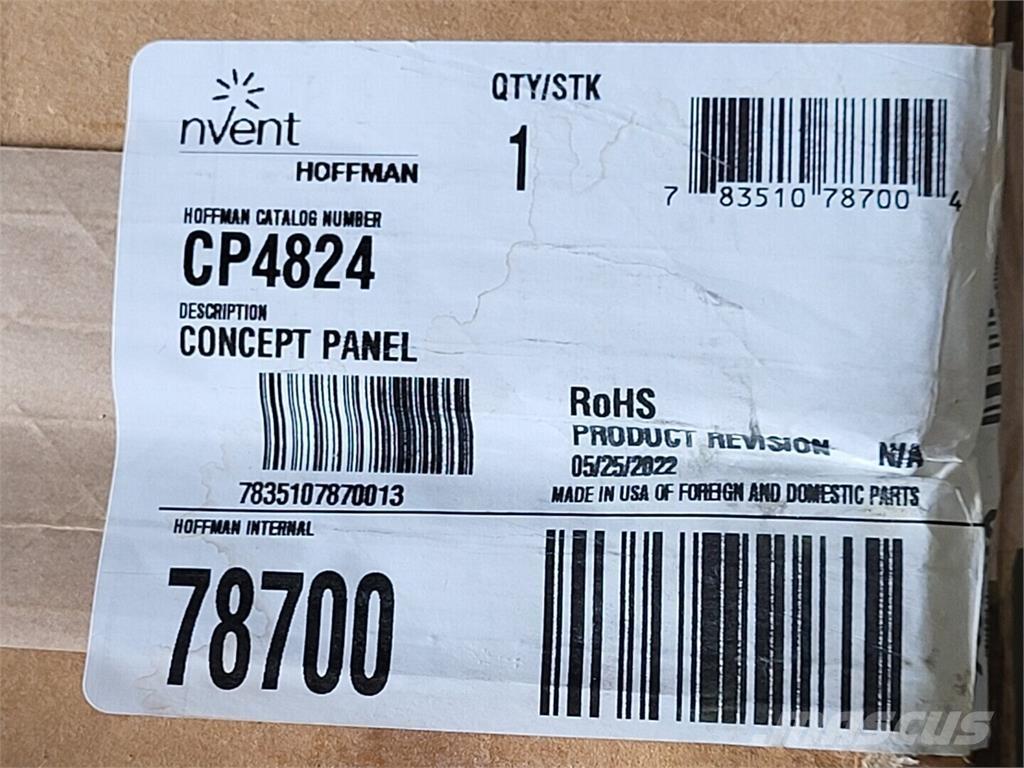 nvent
HOFFMAN
QTY/STK
1
7 83510 78700 4
HOFFMAN CATALOG NUMBER
CP4824
DESCRIPTION
CONCEPT PANEL
7835107870013
RoHS
PRODUCT REVISION N/A
05/25/2022
MADE IN USA OF FOREIGN AND DOMESTIC PARTS
HOFFMAN INTERNAL
78700
mascus